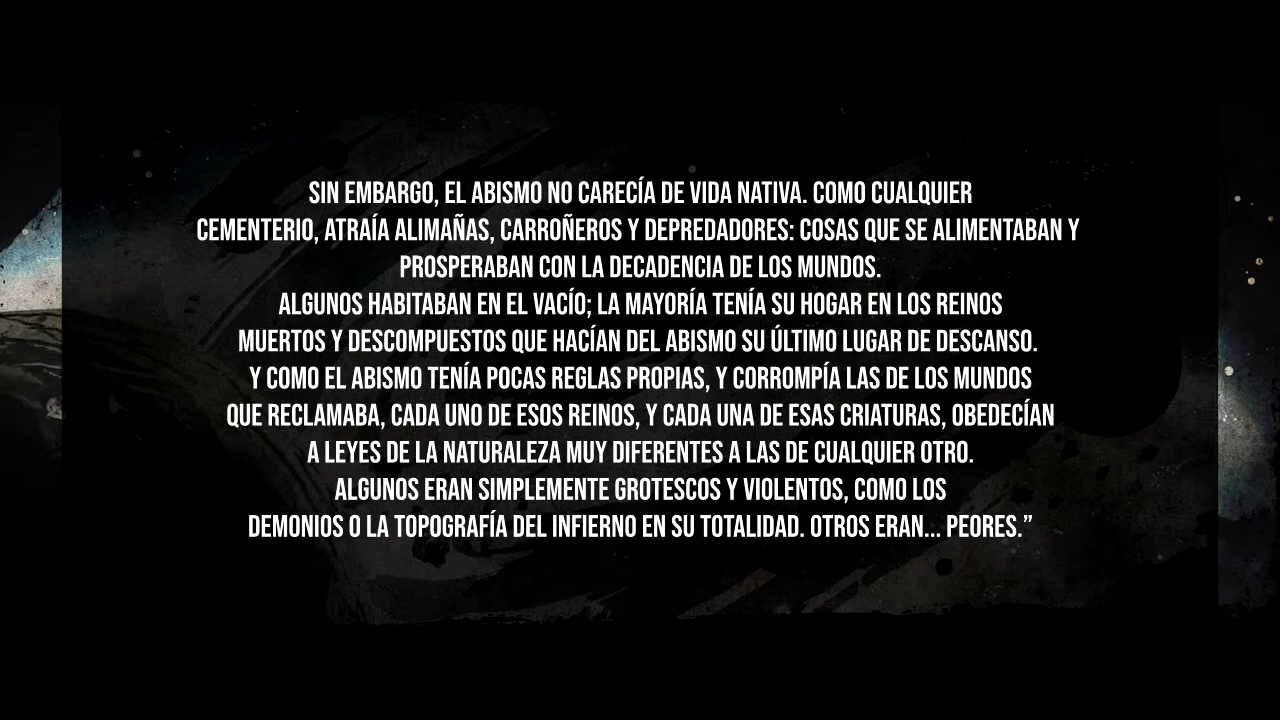 SIN EMBARGO, EL ABISMO NO CARECÍA DE VIDA NATIVA. COMO CUALQUIER
CEMENTERIO, ATRAÍA ALIMAÑAS, CARROÑEROS Y DEPREDADORES: COSAS QUE SE ALIMENTABAN Y
PROSPERABAN CON LA DECADENCIA DE LOS MUNDOS.
ALGUNOS HABITABAN EN EL VACÍO; LA MAYORÍA TENÍA SU HOGAR EN LOS REINOS
MUERTOS Y DESCOMPUESTOS QUE HACÍAN DEL ABISMO SU ÚLTIMO LUGAR DE DESCANSO.
Y COMO EL ABISMO TENÍA POCAS REGLAS PROPIAS, Y CORROMPÍA LAS DE LOS MUNDOS
QUE RECLAMABA, CADA UNO DE ESOS REINOS, Y CADA UNA DE ESAS CRIATURAS, OBEDECÍAN
A LEYES DE LA NATURALEZA MUY DIFERENTES A LAS DE CUALQUIER OTRO.
ALGUNOS ERAN SIMPLEMENTE GROTESCOS Y VIOLENTOS, COMO LOS
DEMONIOS O LA TOPOGRAFÍA DEL INFIERNO EN SU TOTALIDAD. OTROS ERAN... PEORES.”